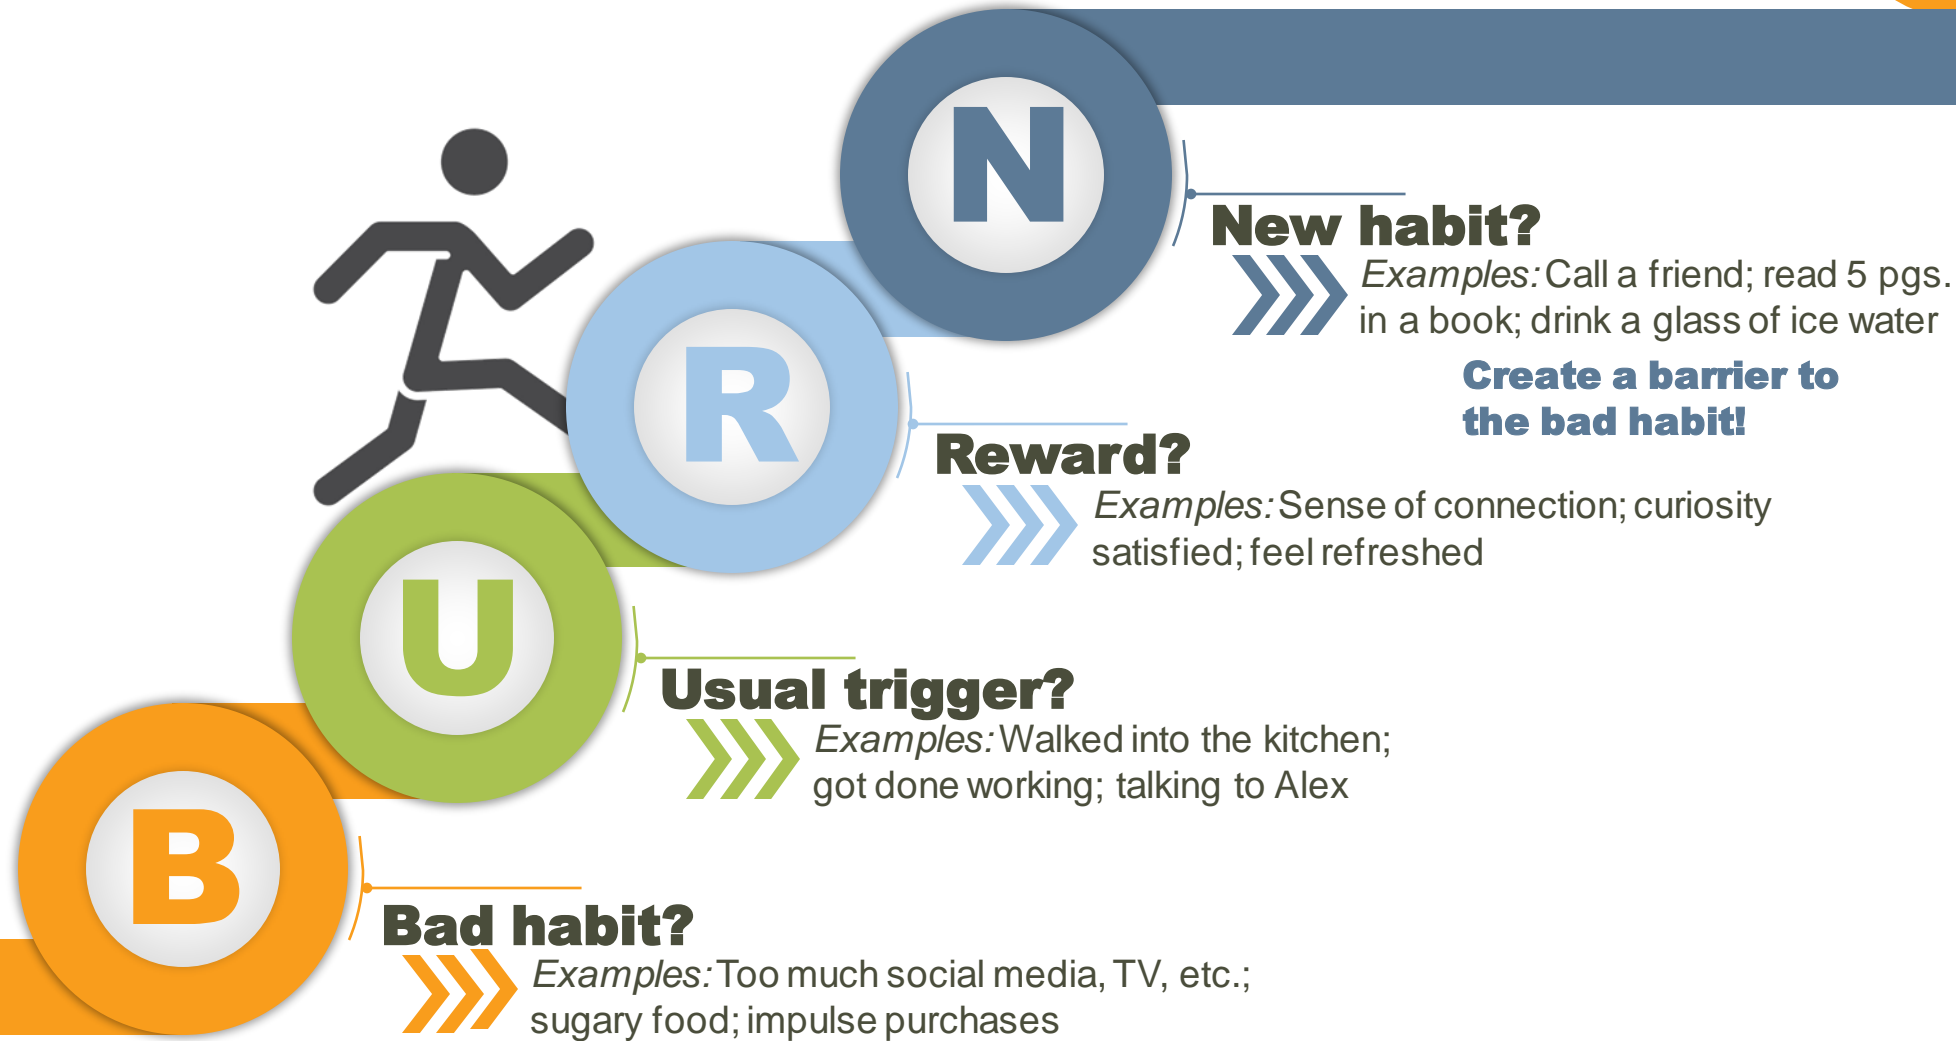 N
New habit?
Examples: Call a friend; read 5 pgs.
in a book; drink a glass of ice water
Create a barrier to
the bad habit!
R
Reward?
Examples: Sense of connection; curiosity
satisfied; feel refreshed
U
Usual trigger?
Examples: Walked into the kitchen;
got done working; talking to Alex
B
Bad habit?
Examples: Too much social media, TV, etc.;
sugary food; impulse purchases